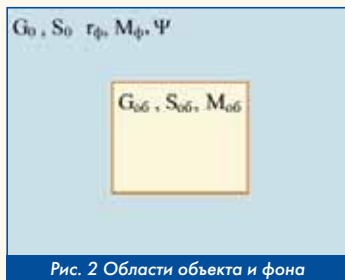 G₀ , S₀ r_ф, M_ф, Ψ
G_об , S_об, M_об
Рис. 2 Области объекта и фона